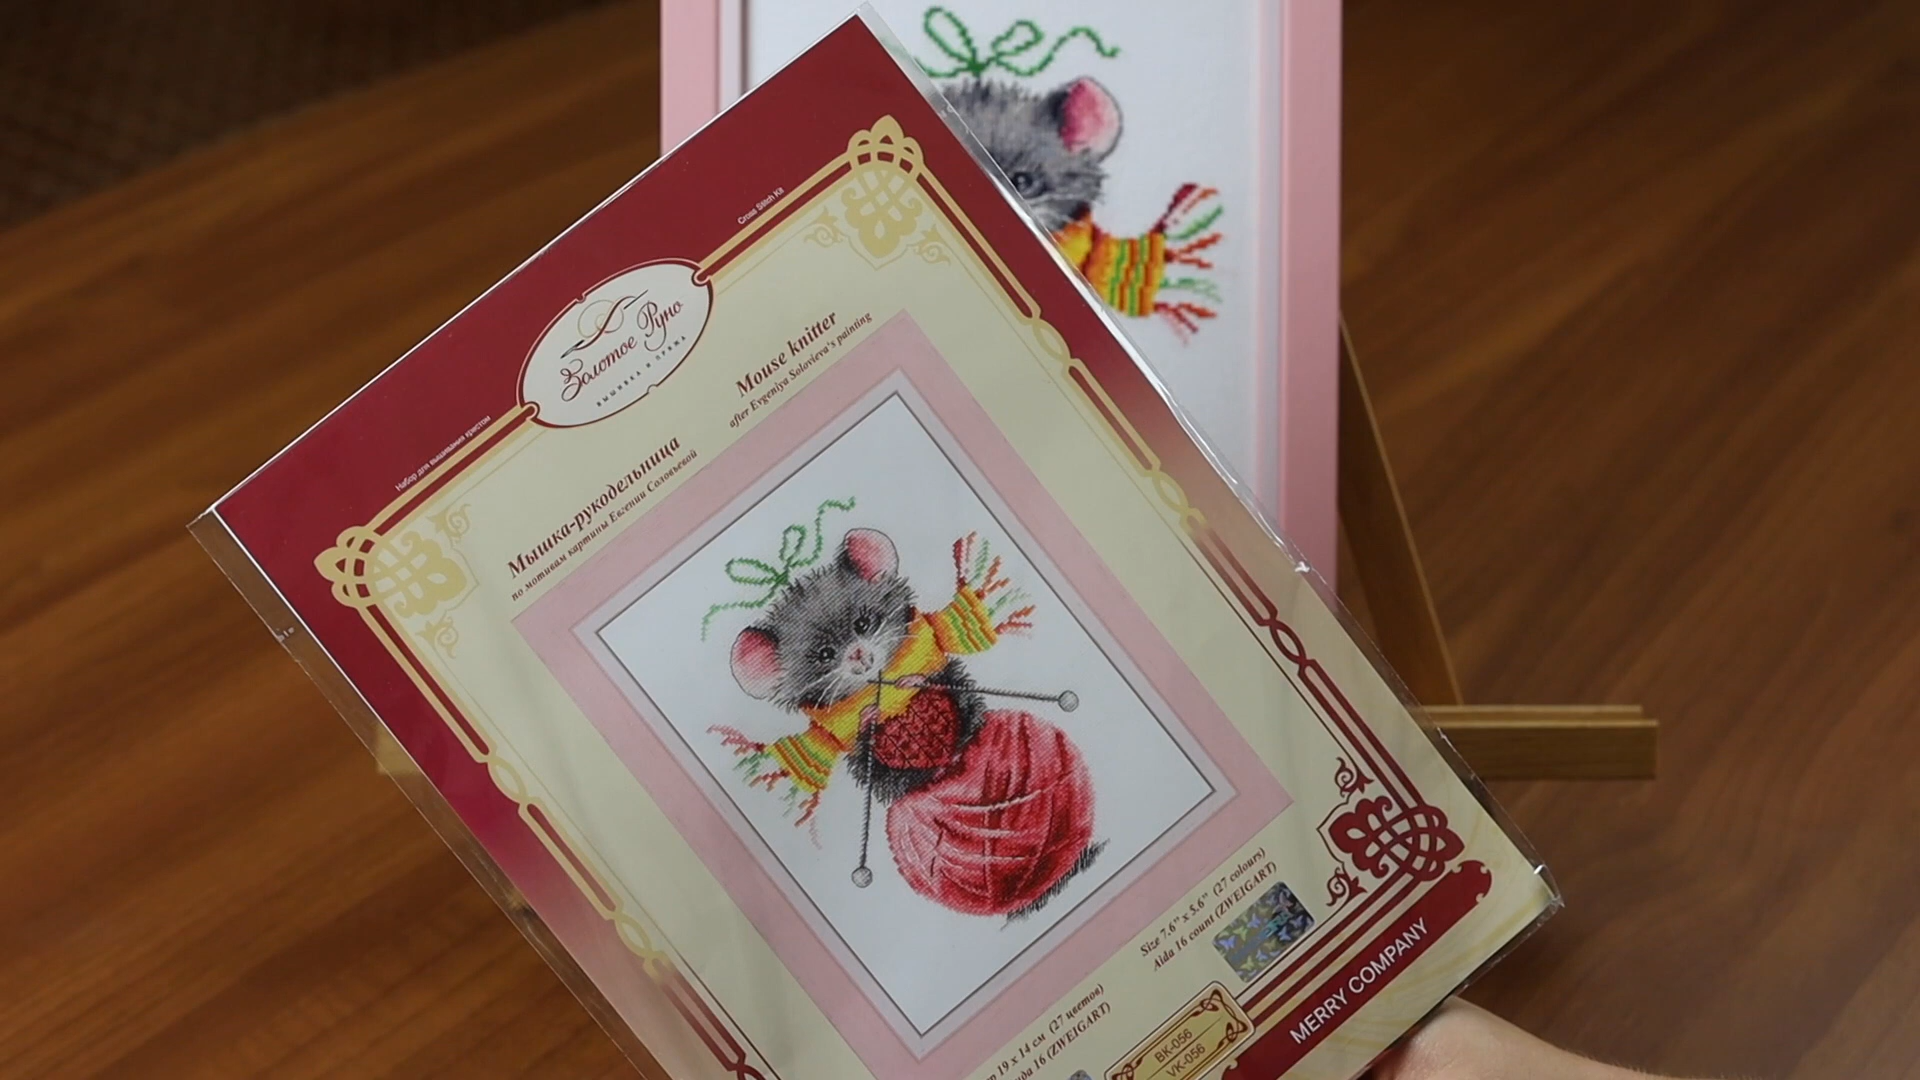 Набор для вышивания крестом
Cross Stitch Kit
Золотое Руно
ВЫШИВКА И ПРЯЖА
Мышка-рукодельница
по мотивам картины Евгении Соловьевой
Mouse knitter
after Evgeniya Solovieva's painting
19 x 14 см (27 цветов)
16 (ZWEIGART)
Size 7.6" x 5.6" (27 colours)
Aida 16 count (ZWEIGART)
ВК-056
VK-056
MERRY COMPANY